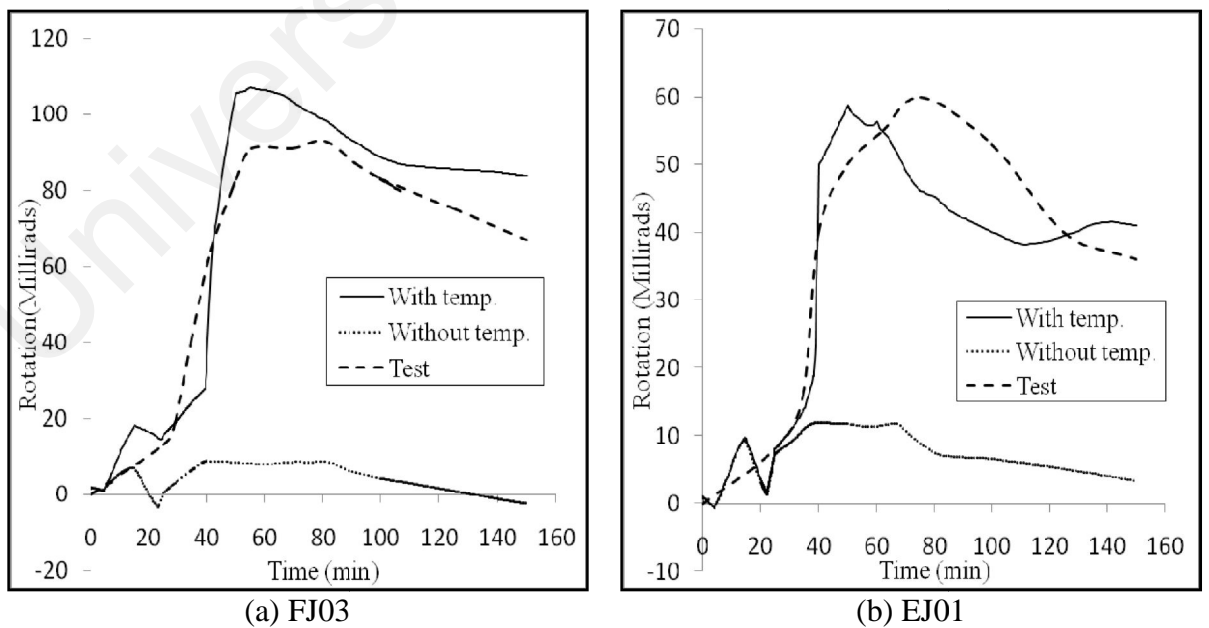 Univers
120
100
80
60
40
20
0
-20
Rotation(Millirads)
With temp.
Without temp.
Test
0 20 40 60 80 100 120 140 160
Time (min)
(a) FJ03
70
60
50
40
30
20
10
0
-10
Rotation (Millirads)
With temp.
Without temp.
Test
0 20 40 60 80 100 120 140 160
Time (min)
(b) EJ01